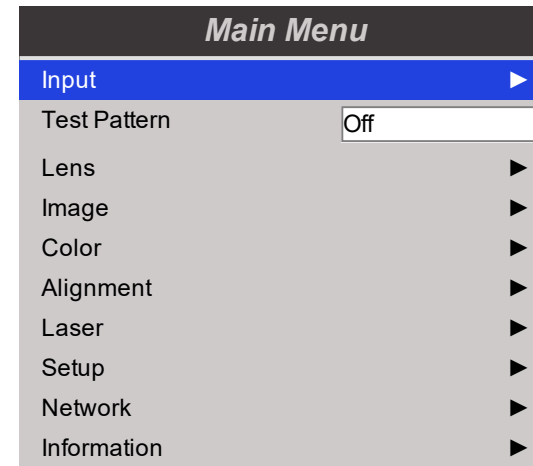 Main Menu
Input
Test Pattern Off
Lens
Image
Color
Alignment
Laser
Setup
Network
Information